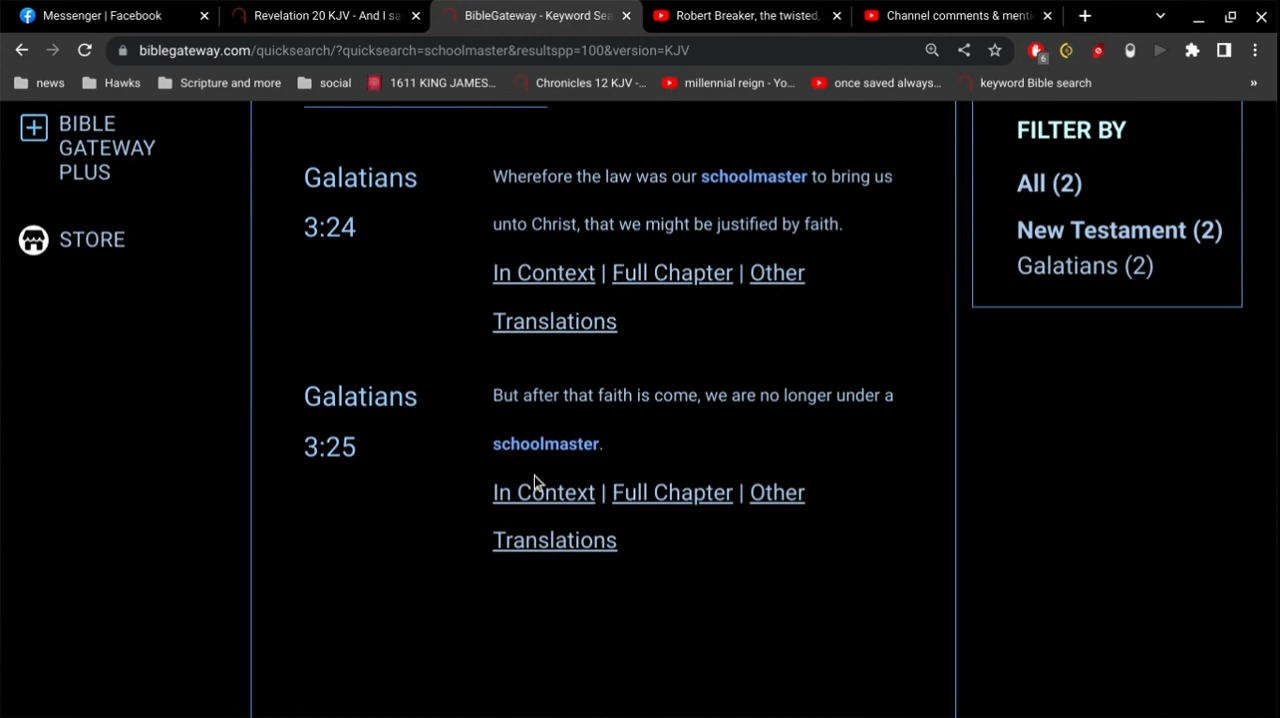 Messenger | Facebook
Revelation 20 KJV - And I sa
BibleGateway - Keyword Sea
Robert Breaker, the twisted,
Channel comments & menti
biblegateway.com/quicksearch/?quicksearch=schoolmaster&resultspp=100&version=KJV
6
news
Hawks
Scripture and more
social
1611 KING JAMES...
Chronicles 12 KJV -...
millennial reign - Yo...
once saved always...
keyword Bible search
»
BIBLE
GATEWAY
PLUS
STORE
Galatians
3:24
Wherefore the law was our schoolmaster to bring us
unto Christ, that we might be justified by faith.
In Context | Full Chapter | Other
Translations
Galatians
3:25
But after that faith is come, we are no longer under a
schoolmaster.
In Context | Full Chapter | Other
Translations
FILTER BY
All (2)
New Testament (2)
Galatians (2)